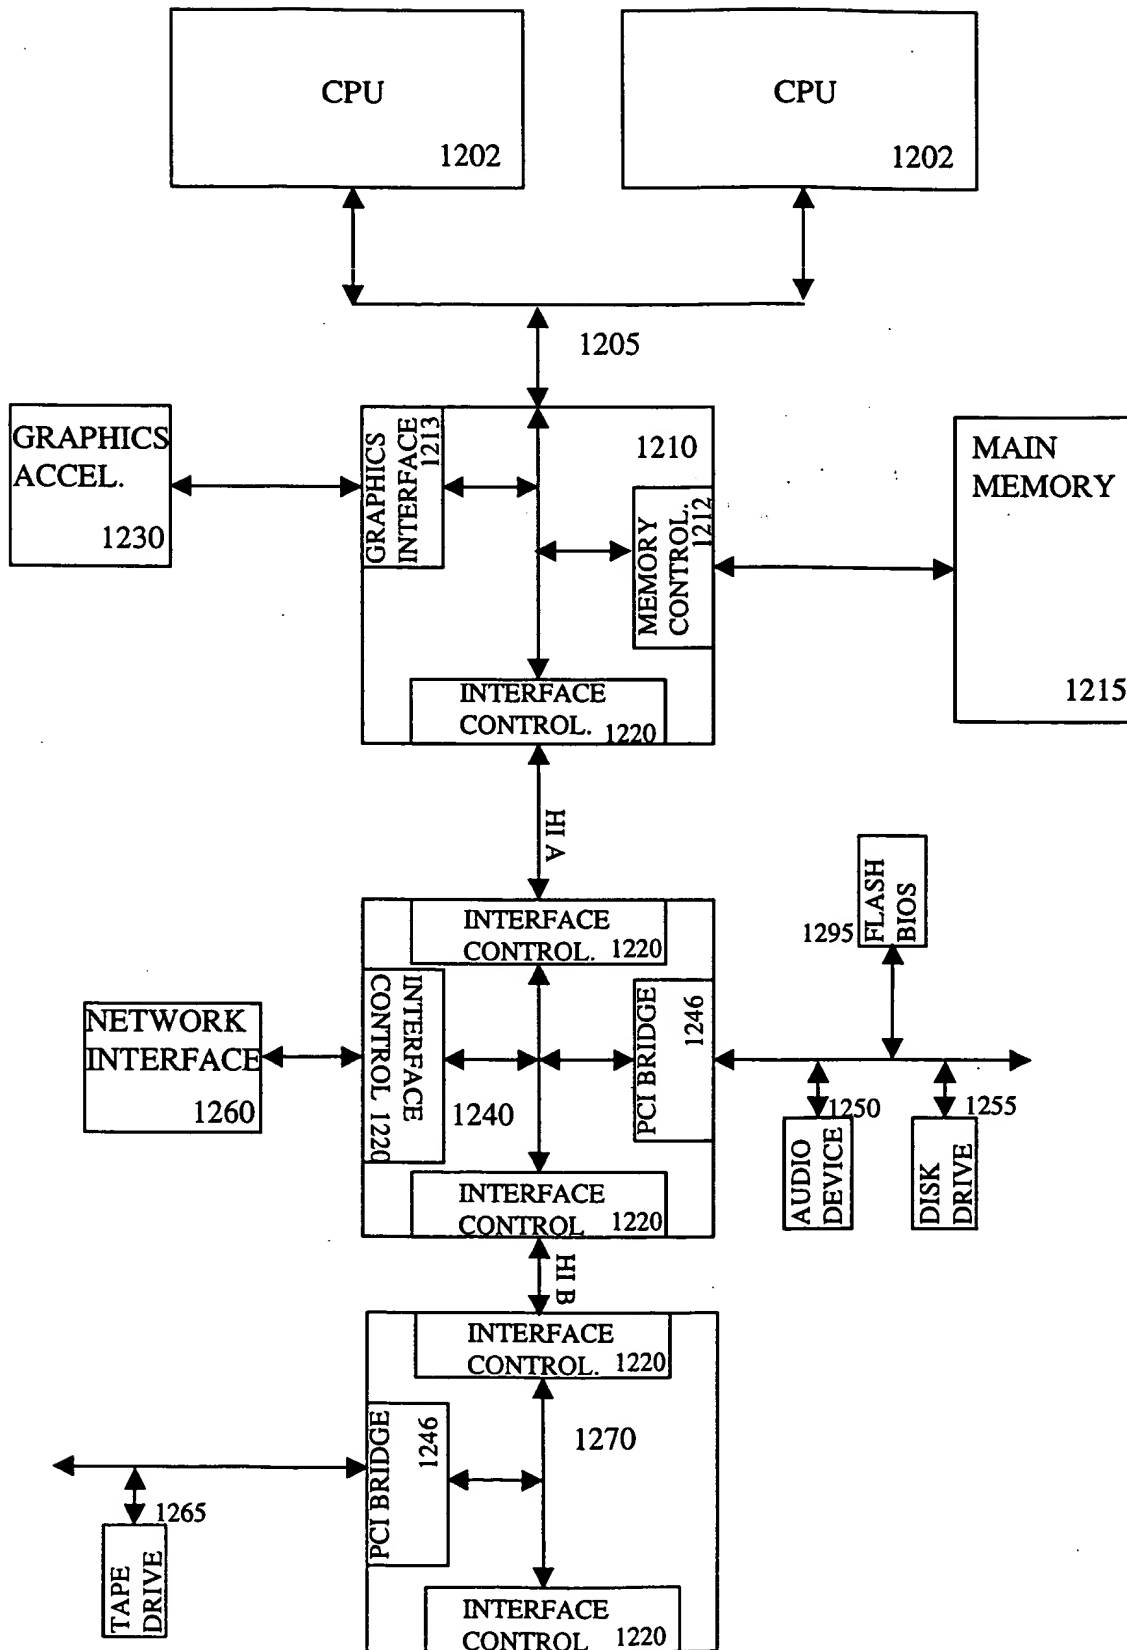 CPU
1202
CPU
1202
1205
GRAPHICS
ACCEL.
1230
GRAPHICS
INTERFACE
1213
1210
MEMORY
CONTROL.
1212
MAIN
MEMORY
1215
INTERFACE
CONTROL.
1220
HI A
INTERFACE
CONTROL.
1220
FLASH
BIOS
1295
NETWORK
INTERFACE
1260
INTERFACE
CONTROL 1220
1240
PCI BRIDGE
1246
1250
AUDIO
DEVICE
1255
DISK
DRIVE
INTERFACE
CONTROL
1220
HI B
INTERFACE
CONTROL.
1220
PCI BRIDGE
1246
1270
1265
TAPE
DRIVE
INTERFACE
CONTROL
1220